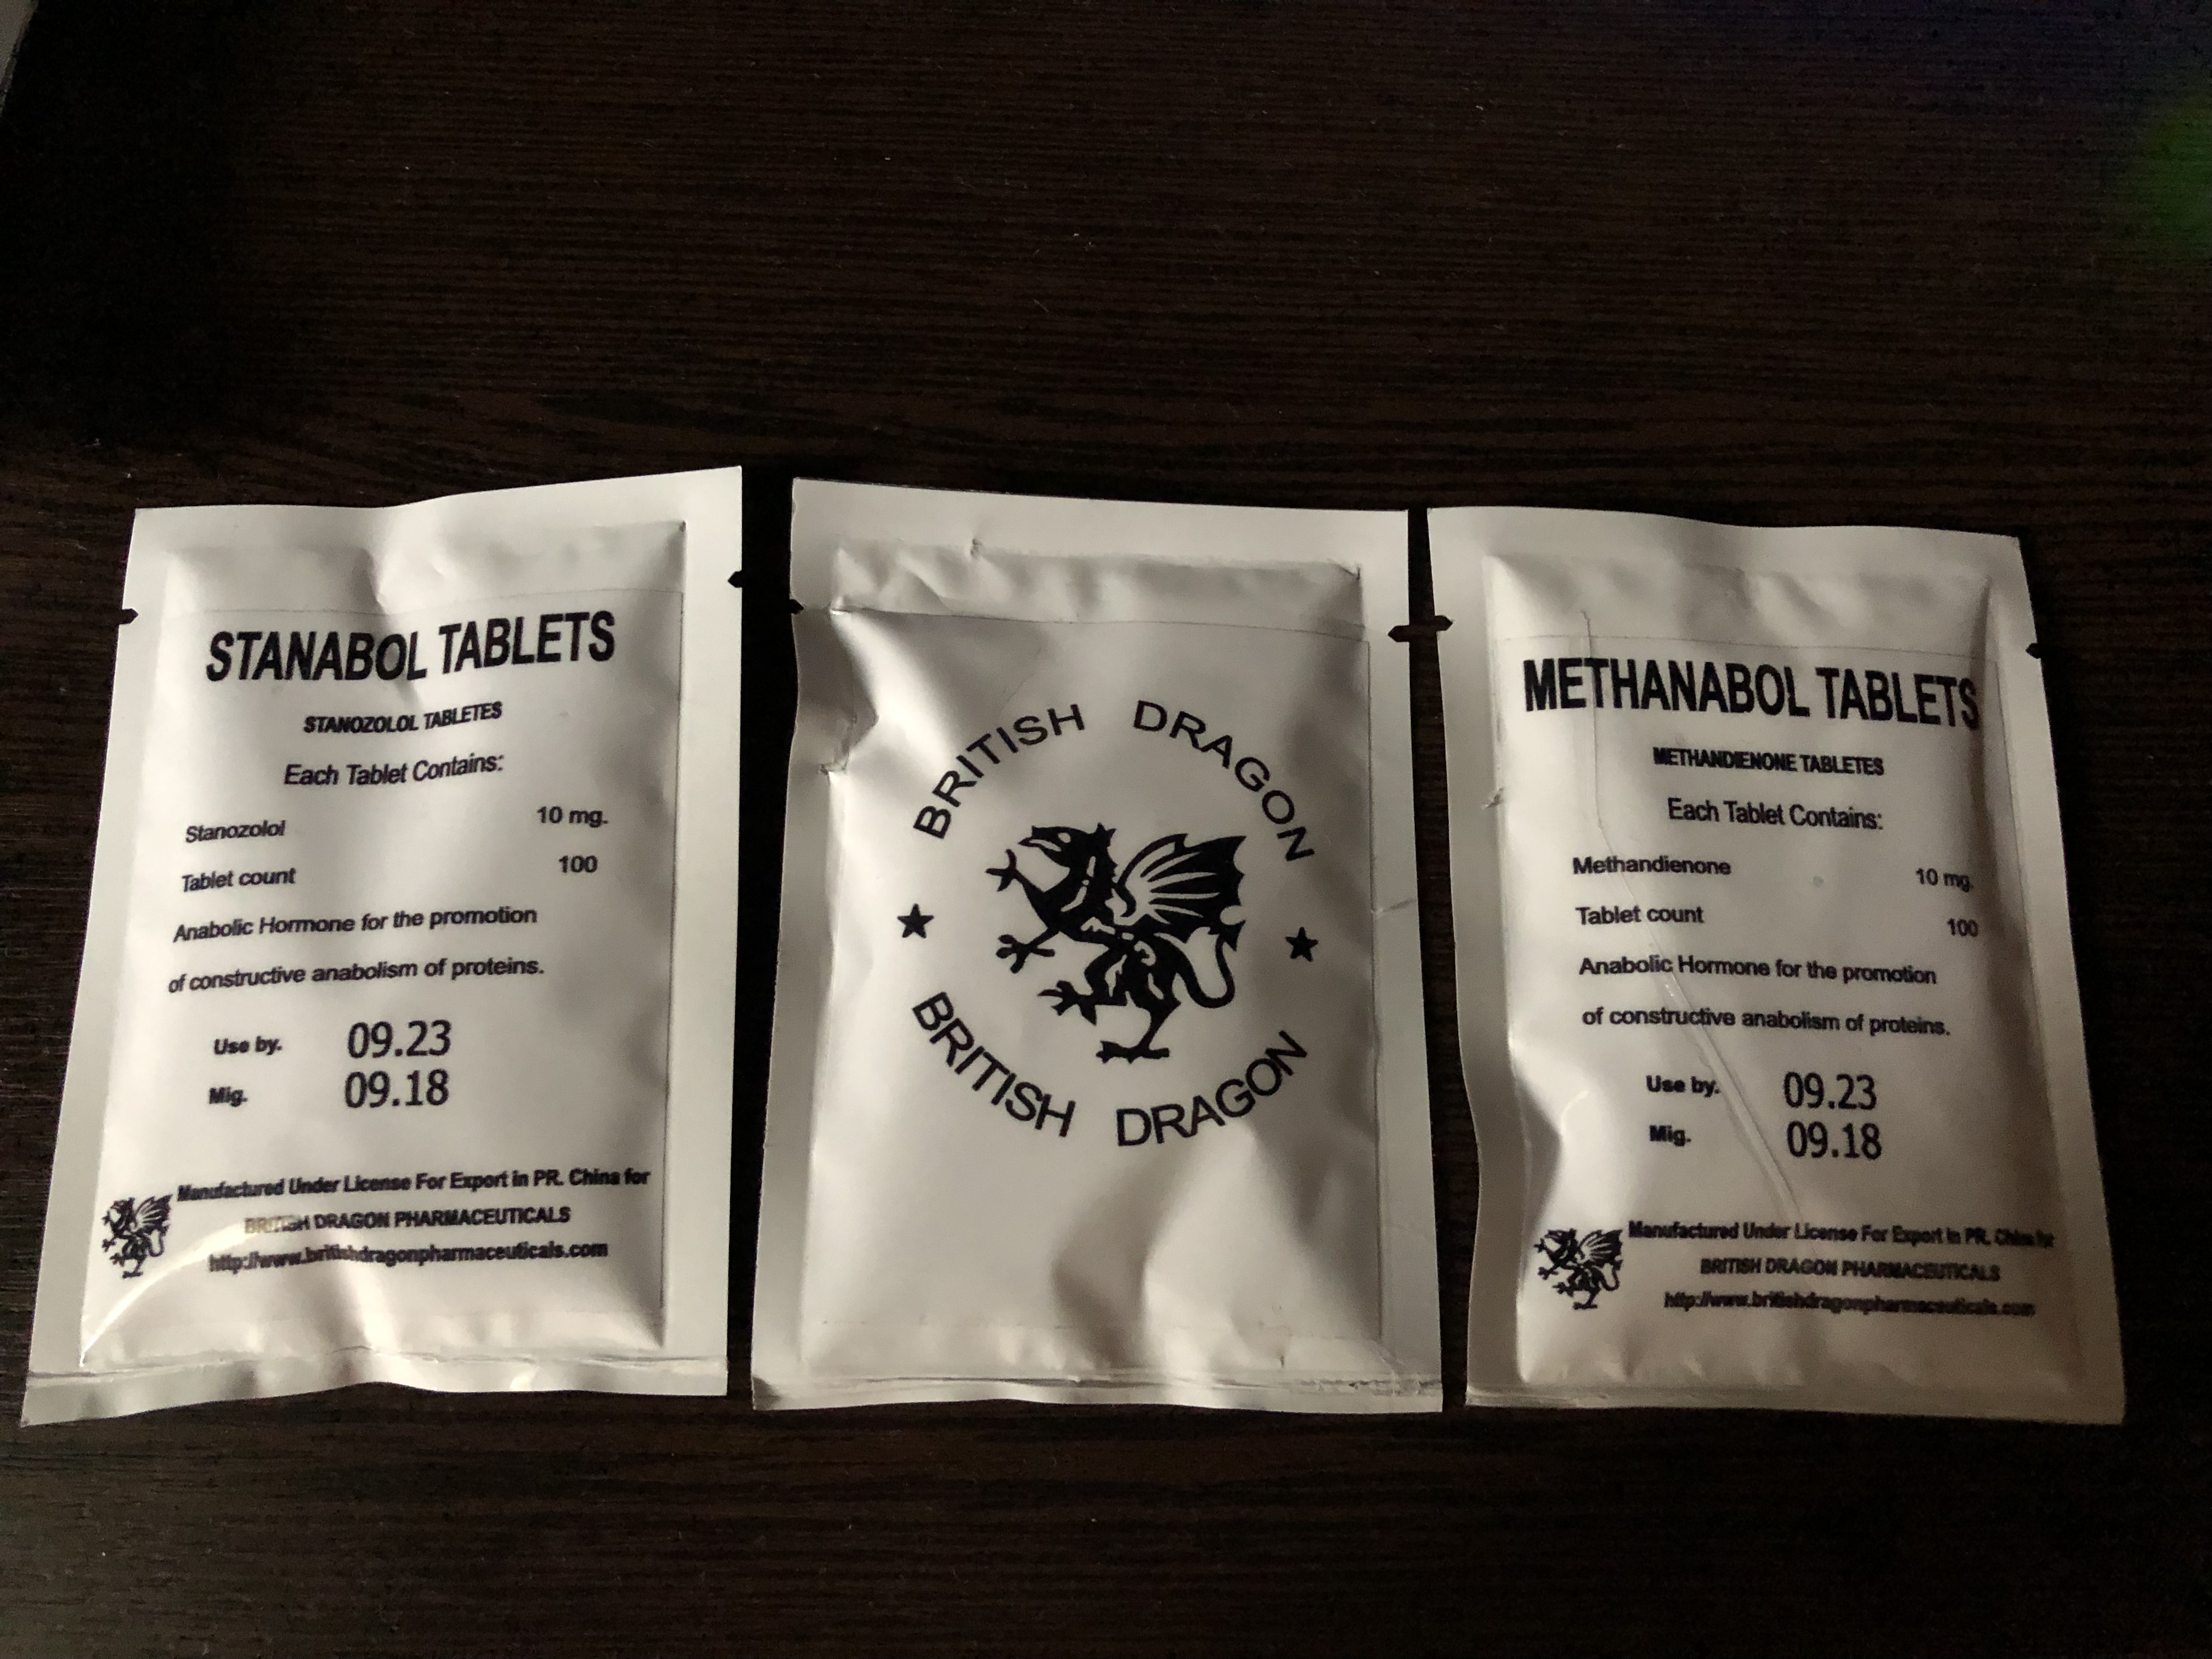 STANABOL TABLETS
STANOZOLOL TABLETES
Each Tablet Contains:
Stanozolol 10 mg.
Tablet count 100
Anabolic Hormone for the promotion
of constructive anabolism of proteins.
Use by. 09.23
Mig. 09.18
Manufactured Under License For Export in PR. China for
BRITISH DRAGON PHARMACEUTICALS
http://www.britishdragonpharmaceuticals.com
BRITISH DRAGON
BRITISH DRAGON
METHANABOL TABLETS
METHANDIENONE TABLETES
Each Tablet Contains:
Methandienone 10 mg.
Tablet count 100
Anabolic Hormone for the promotion
of constructive anabolism of proteins.
Use by. 09.23
Mig. 09.18
Manufactured Under License For Export in PR. China for
BRITISH DRAGON PHARMACEUTICALS
http://www.britishdragonpharmaceuticals.com